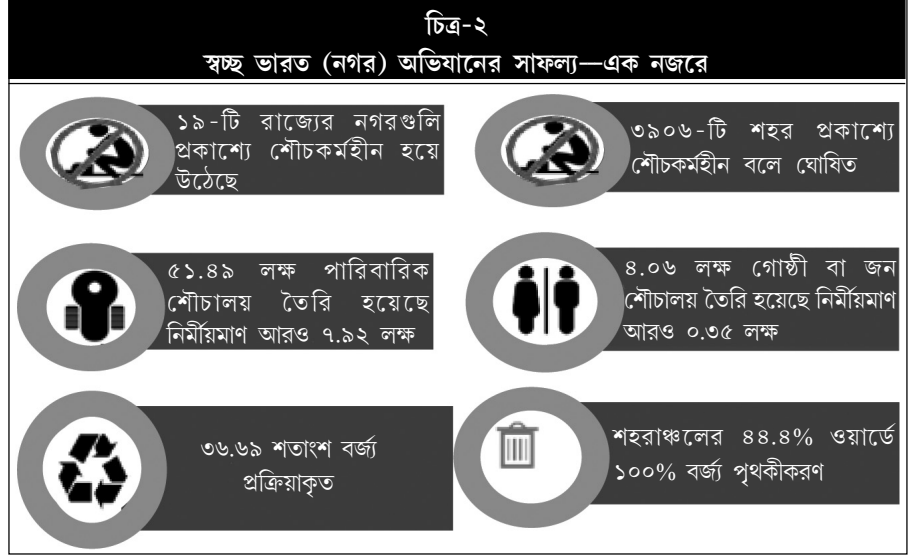 চিত্র-২
স্বচ্ছ ভারত (নগর) অভিযানের সাফল্য—এক নজরে
১৯-টি রাজ্যের নগরগুলি
প্রকাশ্যে শৌচকর্মহীন হয়ে
উঠেছে
৩৯০৬-টি শহর প্রকাশ্যে
শৌচকর্মহীন বলে ঘোষিত
৫১.৪৯ লক্ষ পারিবারিক
শৌচালয় তৈরি হয়েছে
নির্মীয়মাণ আরও ৭.৯২ লক্ষ
৪.০৬ লক্ষ গোষ্ঠী বা জন
শৌচালয় তৈরি হয়েছে নির্মীয়মাণ
আরও ০.৩৫ লক্ষ
৩৬.৬৯ শতাংশ বর্জ্য
প্রক্রিয়াকৃত
শহরাঞ্চলের ৪৪.৪% ওয়ার্ডে
১০০% বর্জ্য পৃথকীকরণ